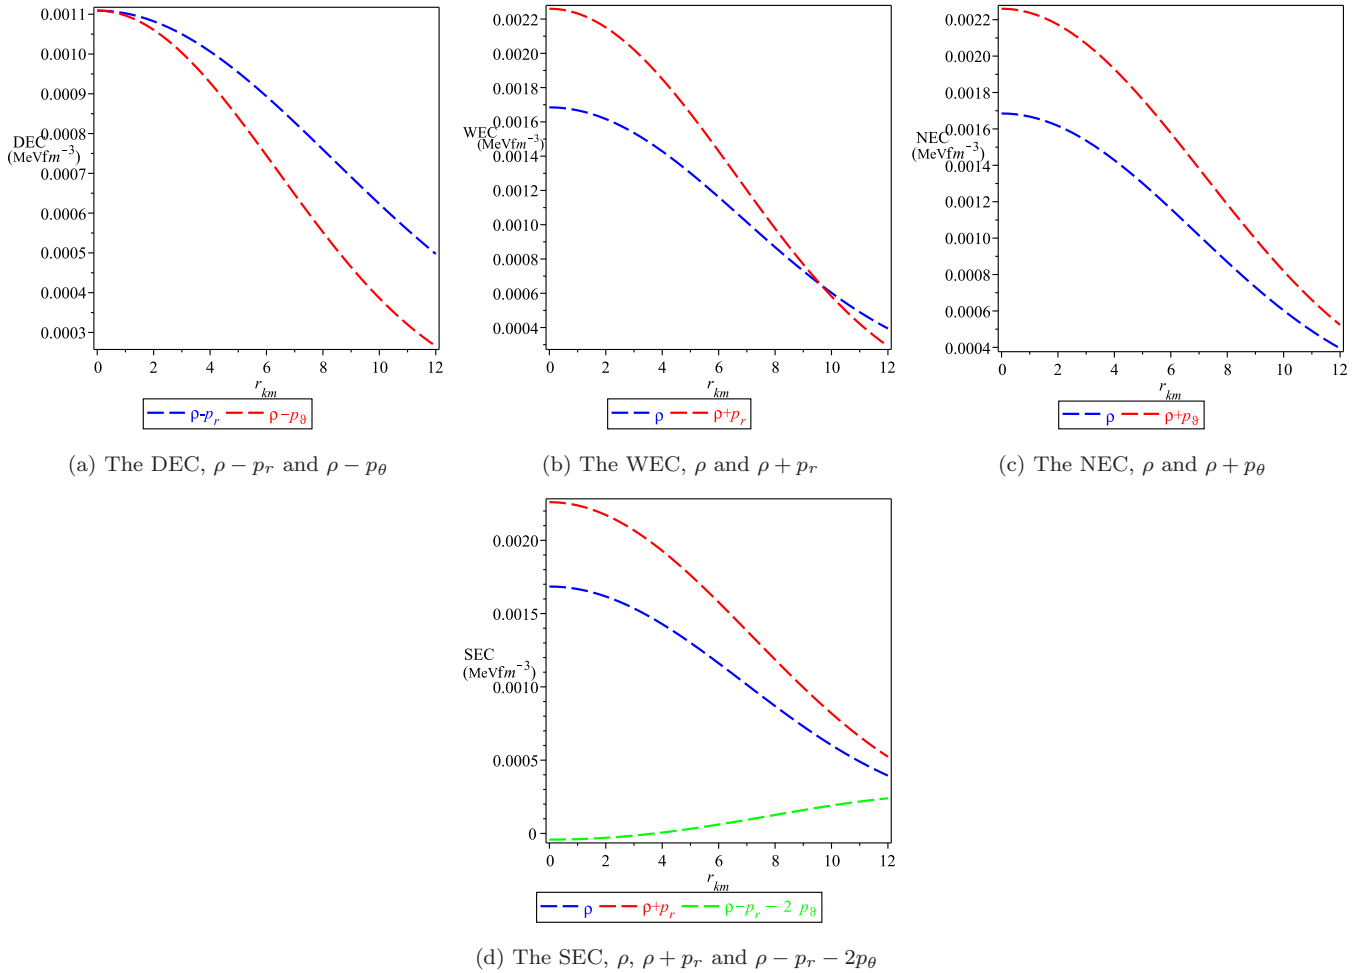 0.0011
0.0010
0.0009
0.0008
DEC
(MeVfm⁻³)
0.0007
0.0006
0.0005
0.0004
0.0003
0 2 4 6 8 10 12
r_km
ρ-p_r ρ-p_ϑ
(a) The DEC, ρ − p_r and ρ − p_θ
0.0022
0.0020
0.0018
0.0016
WEC
(MeVfm⁻³)
0.0014
0.0012
0.0010
0.0008
0.0006
0.0004
0 2 4 6 8 10 12
r_km
ρ ρ+p_r
(b) The WEC, ρ and ρ + p_r
0.0022
0.0020
0.0018
0.0016
NEC
(MeVfm⁻³)
0.0014
0.0012
0.0010
0.0008
0.0006
0.0004
0 2 4 6 8 10 12
r_km
ρ ρ+p_ϑ
(c) The NEC, ρ and ρ + p_θ
0.0020
0.0015
SEC
(MeVfm⁻³)
0.0010
0.0005
0
0 2 4 6 8 10 12
r_km
ρ ρ+p_r ρ-p_r − 2 p_ϑ
(d) The SEC, ρ, ρ + p_r and ρ − p_r − 2p_θ